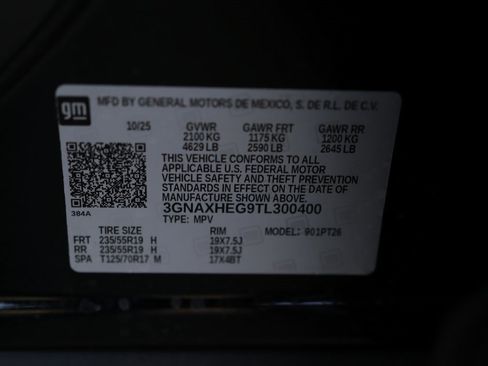 gm
MFD BY GENERAL MOTORS DE MEXICO, S. DE R.L. DE C.V.
10/25 GVWR GAWR FRT GAWR RR
2100 KG 1175 KG 1200 KG
4629 LB 2590 LB 2645 LB
THIS VEHICLE CONFORMS TO ALL
APPLICABLE U.S. FEDERAL MOTOR
VEHICLE SAFETY AND THEFT PREVENTION
STANDARDS IN EFFECT ON THE DATE OF
MANUFACTURE SHOWN ABOVE.
384A 3GNAXHEG9TL300400
TYPE: MPV
TIRE SIZE RIM MODEL: 901PT26
FRT 235/55R19 H 19X7.5J
RR 235/55R19 H 19X7.5J
SPA T125/70R17 M 17X4BT